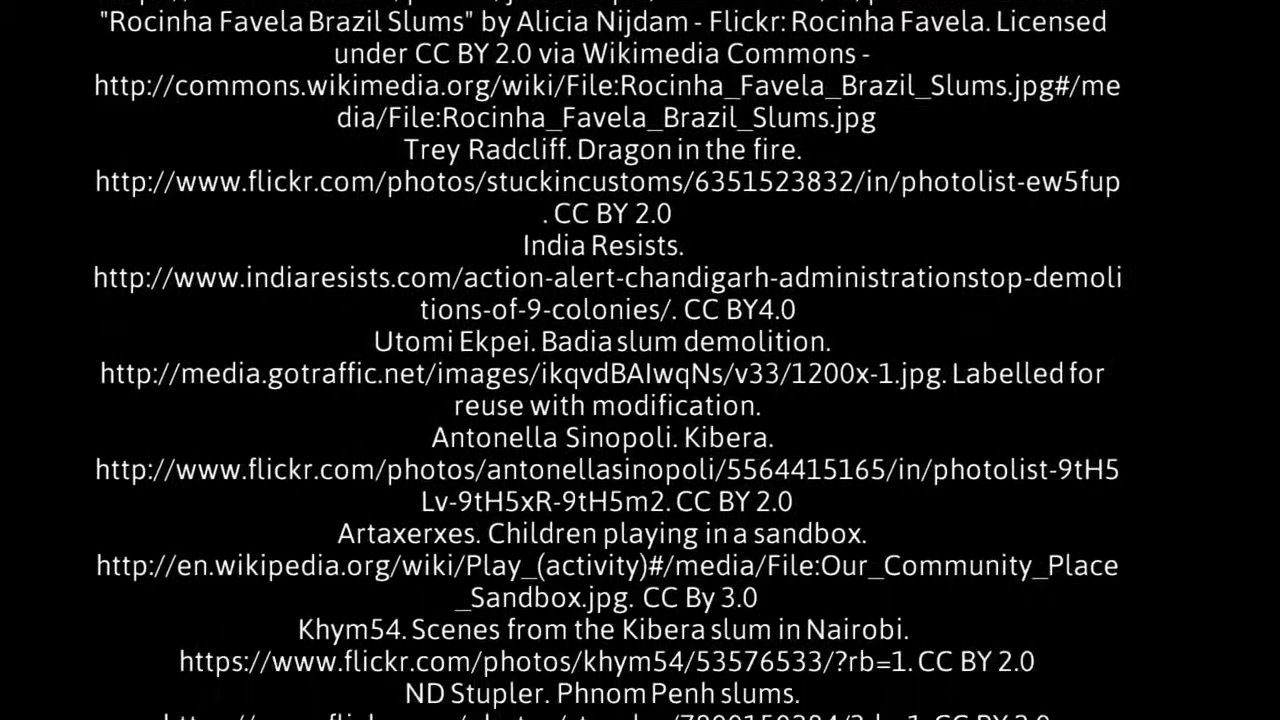 "Rocinha Favela Brazil Slums" by Alicia Nijdam - Flickr: Rocinha Favela. Licensed
under CC BY 2.0 via Wikimedia Commons -
http://commons.wikimedia.org/wiki/File:Rocinha_Favela_Brazil_Slums.jpg#/me
dia/File:Rocinha_Favela_Brazil_Slums.jpg
Trey Radcliff. Dragon in the fire.
http://www.flickr.com/photos/stuckincustoms/6351523832/in/photolist-ew5fup
. CC BY 2.0
India Resists.
http://www.indiaresists.com/action-alert-chandigarh-administrationstop-demoli
tions-of-9-colonies/. CC BY4.0
Utomi Ekpei. Badia slum demolition.
http://media.gotraffic.net/images/ikqvdBAIwqNs/v33/1200x-1.jpg. Labelled for
reuse with modification.
Antonella Sinopoli. Kibera.
http://www.flickr.com/photos/antonellasinopoli/5564415165/in/photolist-9tH5
Lv-9tH5xR-9tH5m2. CC BY 2.0
Artaxerxes. Children playing in a sandbox.
http://en.wikipedia.org/wiki/Play_(activity)#/media/File:Our_Community_Place
_Sandbox.jpg. CC By 3.0
Khym54. Scenes from the Kibera slum in Nairobi.
https://www.flickr.com/photos/khym54/53576533/?rb=1. CC BY 2.0
ND Stupler. Phnom Penh slums.